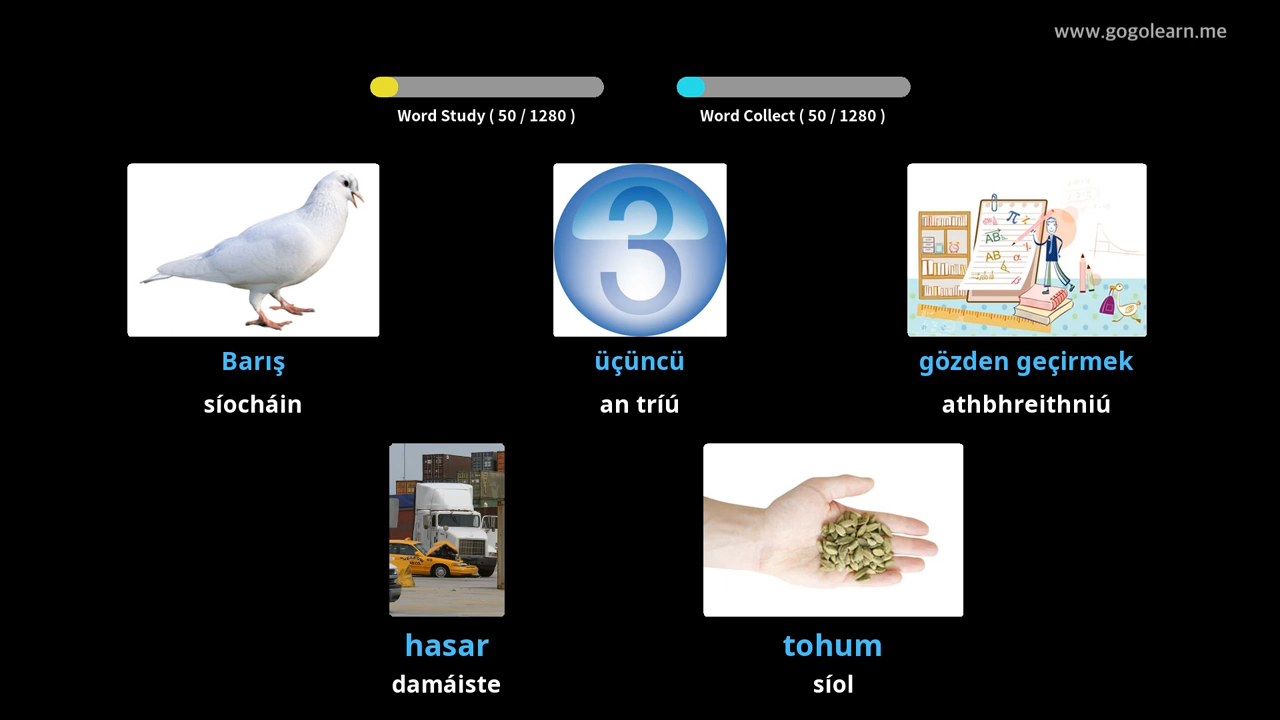 www.gogolearn.me
Word Study ( 50 / 1280 )
Word Collect ( 50 / 1280 )
3
Barış
üçüncü
gözden geçirmek
síocháin
an tríú
athbhreithniú
hasar
tohum
damáiste
síol